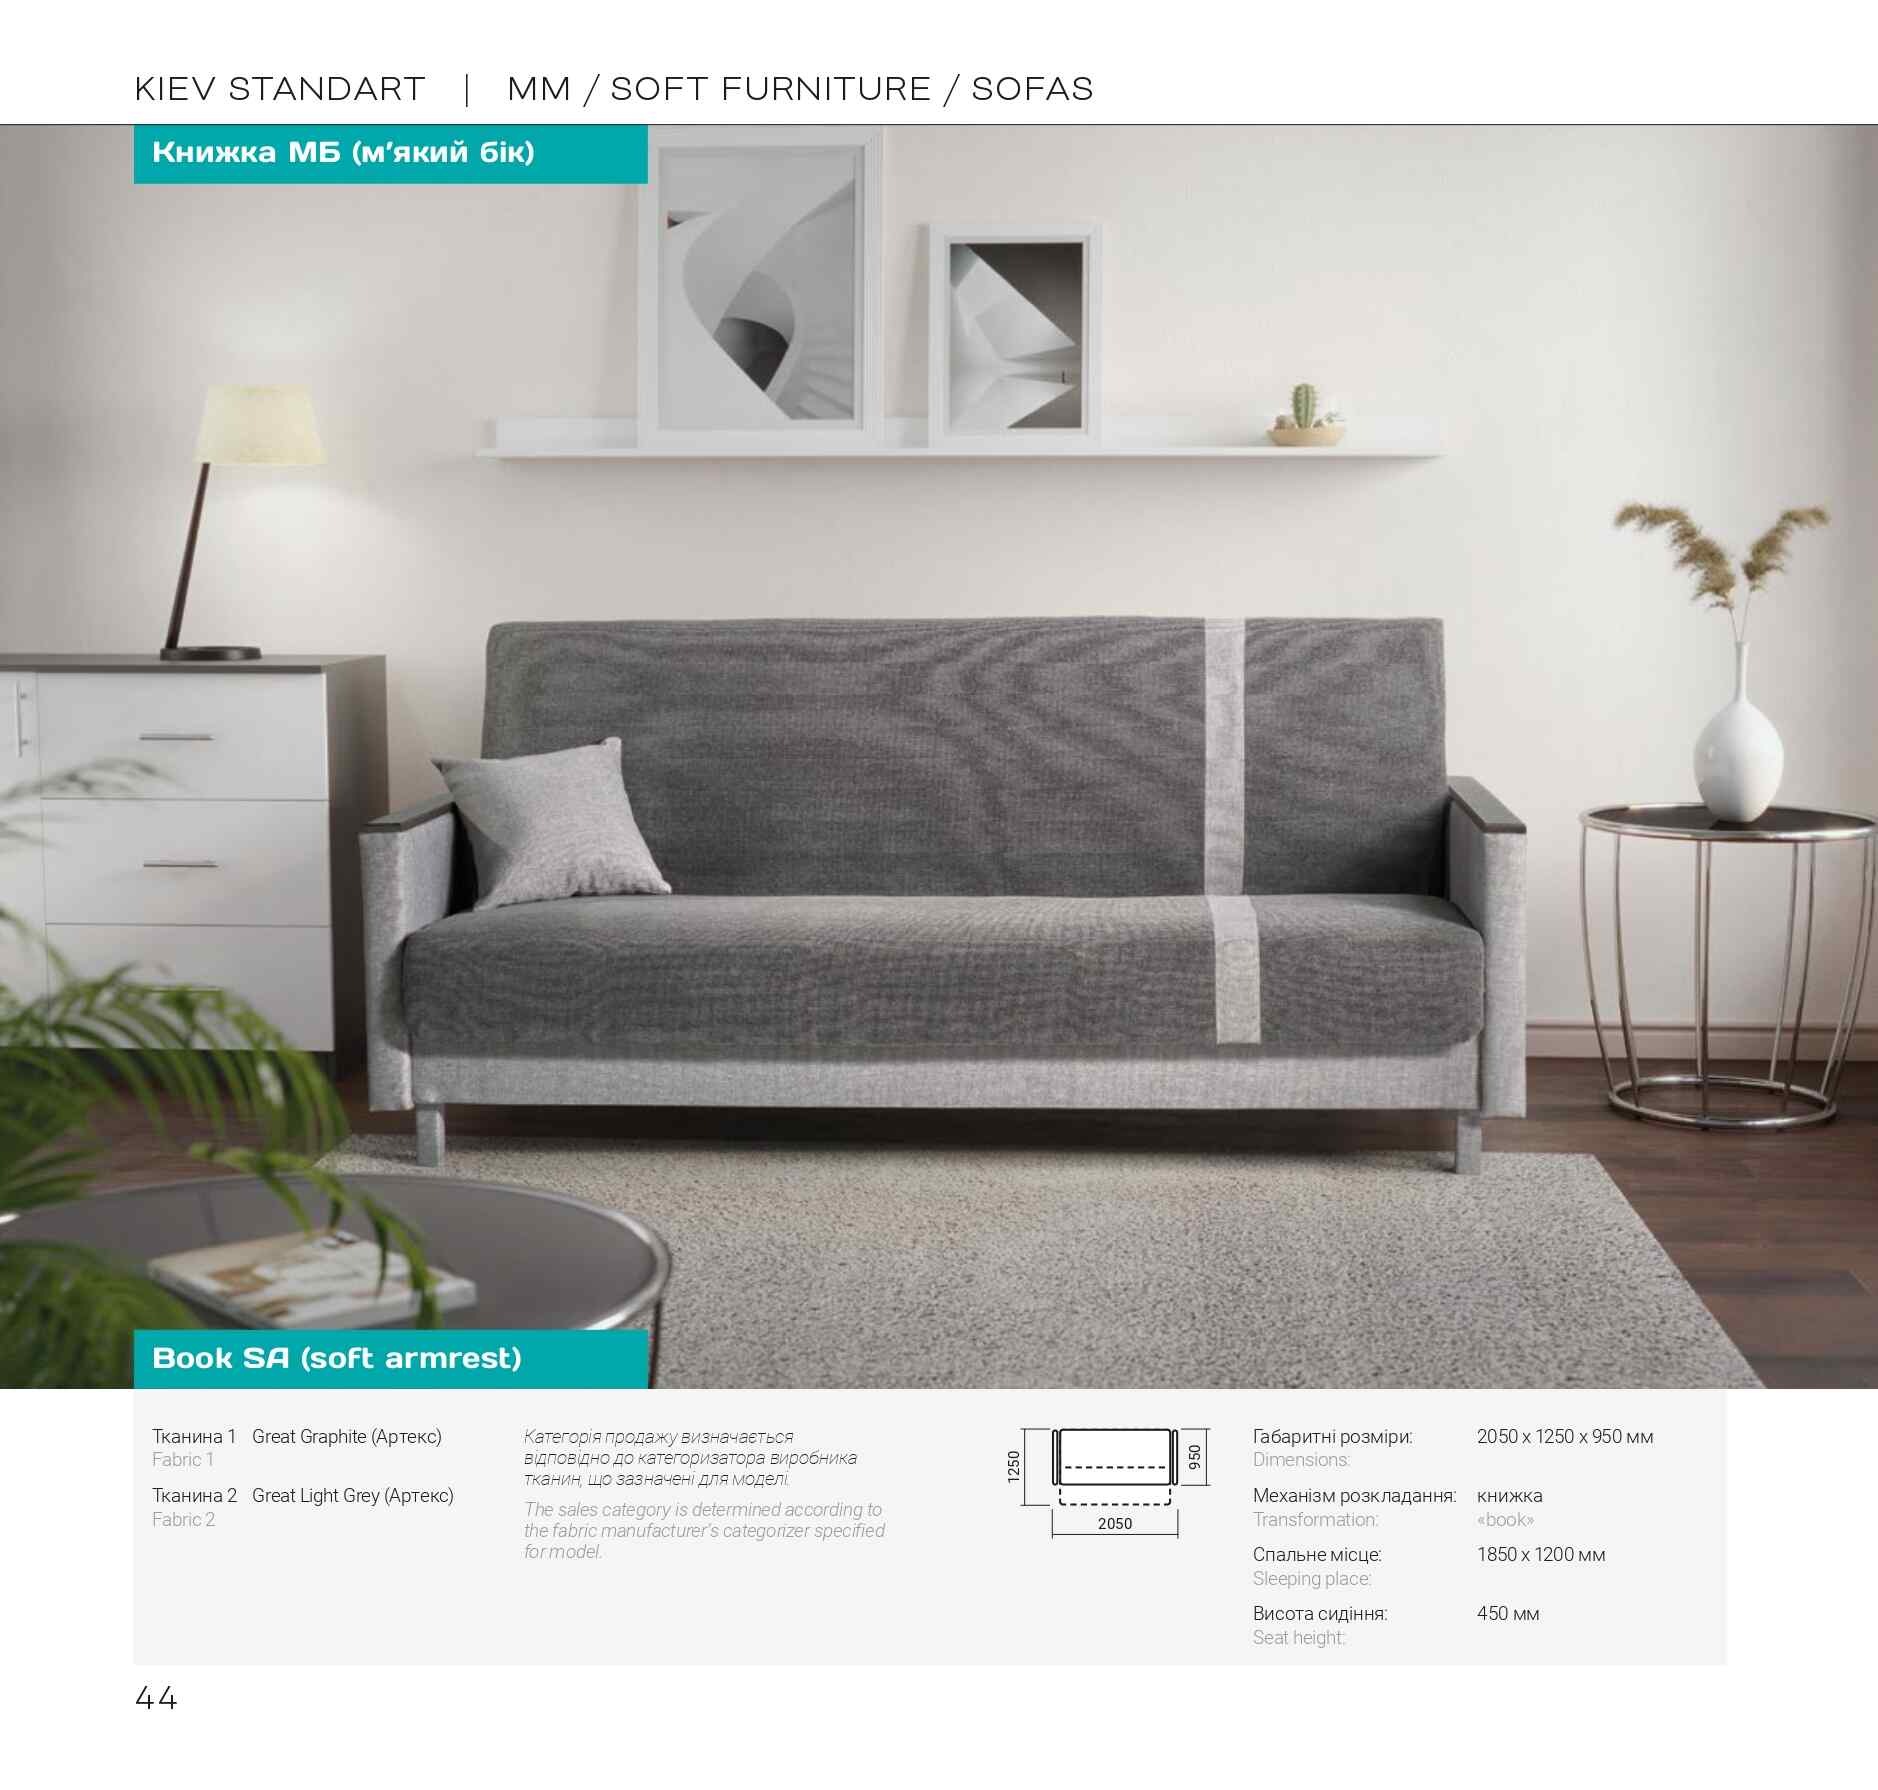 KIEV STANDART | MM / SOFT FURNITURE / SOFAS
Книжка МБ (м’який бік)
Book SA (soft armrest)
Тканина 1 Great Graphite (Артекс)
Fabric 1
Тканина 2 Great Light Grey (Артекс)
Fabric 2
Категорія продажу визначається
відповідно до категоризатора виробника
тканин, що зазначені для моделі.
The sales category is determined according to
the fabric manufacturer’s categorizer specified
for model.
1250
950
2050
Габаритні розміри: 2050 х 1250 х 950 мм
Dimensions:
Механізм розкладання: книжка
Transformation: «book»
Спальне місце: 1850 х 1200 мм
Sleeping place:
Висота сидіння: 450 мм
Seat height:
44